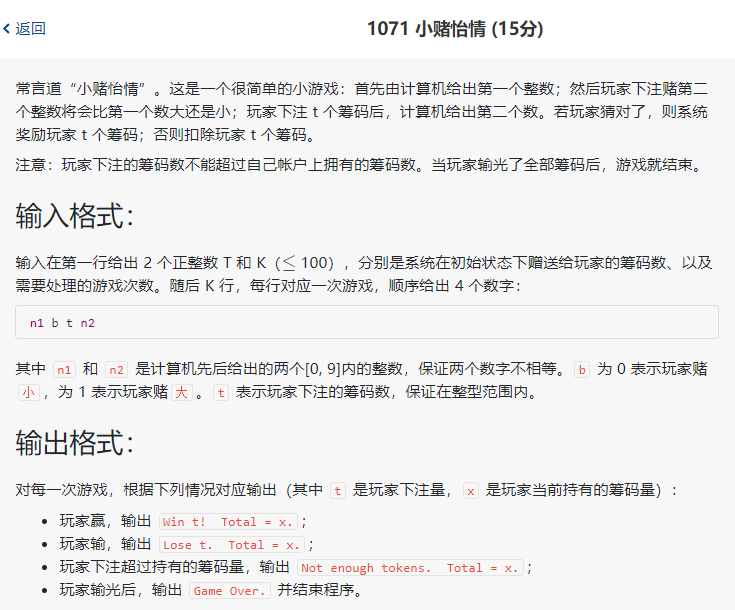 返回
1071 小赌怡情 (15分)
常言道“小赌怡情”。这是一个很简单的小游戏：首先由计算机给出第一个整数；然后玩家下注赌第二
个整数将会比第一个数大还是小；玩家下注 t 个筹码后，计算机给出第二个数。若玩家猜对了，则系统
奖励玩家 t 个筹码；否则扣除玩家 t 个筹码。
注意：玩家下注的筹码数不能超过自己帐户上拥有的筹码数。当玩家输光了全部筹码后，游戏就结束。
输入格式：
输入在第一行给出 2 个正整数 T 和 K（≤ 100），分别是系统在初始状态下赠送给玩家的筹码数、以及
需要处理的游戏次数。随后 K 行，每行对应一次游戏，顺序给出 4 个数字：
n1 b t n2
其中 n1 和 n2 是计算机先后给出的两个[0, 9]内的整数，保证两个数字不相等。 b 为 0 表示玩家赌
小 ，为 1 表示玩家赌 大 。 t 表示玩家下注的筹码数，保证在整型范围内。
输出格式：
对每一次游戏，根据下列情况对应输出（其中 t 是玩家下注量， x 是玩家当前持有的筹码量）：
• 玩家赢，输出 Win t!  Total = x. ；
• 玩家输，输出 Lose t.  Total = x. ；
• 玩家下注超过持有的筹码量，输出 Not enough tokens.  Total = x. ；
• 玩家输光后，输出 Game Over. 并结束程序。